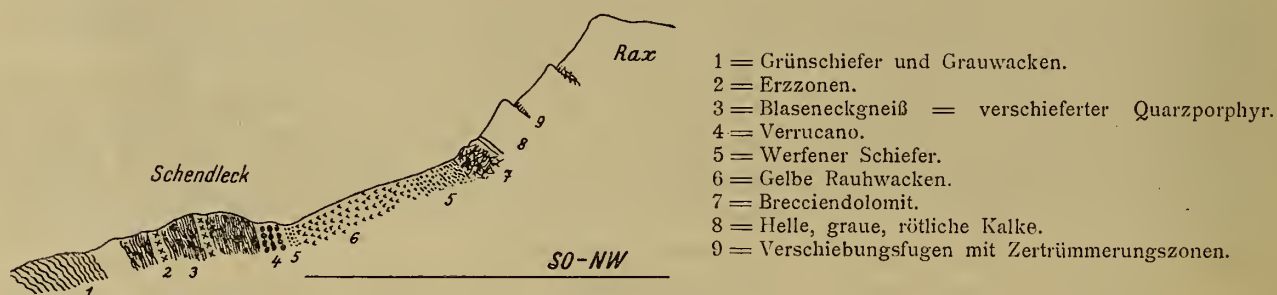 Rax
Schendleck
9
8
7
5
6
5
4
3
2
1
SO-NW
1 = Grünschiefer und Grauwacken.
2 = Erzzonen.
3 = Blaseneckgneiß = verschieferter Quarzporphyr.
4 = Verrucano.
5 = Werfener Schiefer.
6 = Gelbe Rauhwacken.
7 = Brecciendolomit.
8 = Helle, graue, rötliche Kalke.
9 = Verschiebungsfugen mit Zertrümmerungszonen.